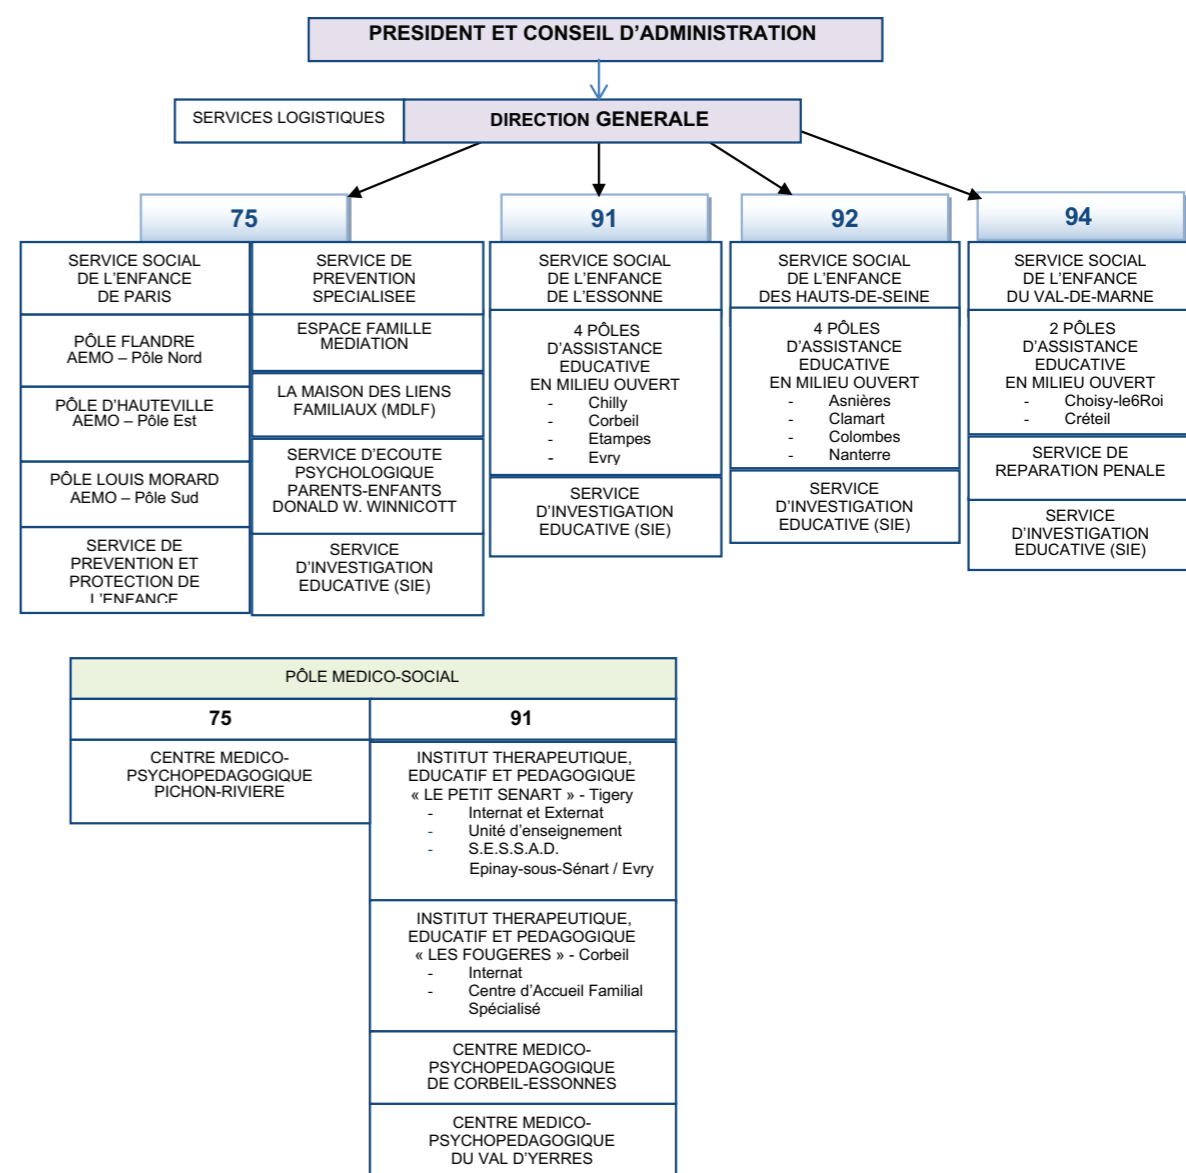 PRESIDENT ET CONSEIL D’ADMINISTRATION
SERVICES LOGISTIQUES
DIRECTION GENERALE
75
SERVICE SOCIAL
DE L’ENFANCE
DE PARIS
PÔLE FLANDRE
AEMO – Pôle Nord
PÔLE D’HAUTEVILLE
AEMO – Pôle Est
PÔLE LOUIS MORARD
AEMO – Pôle Sud
SERVICE DE
PREVENTION ET
PROTECTION DE
L’ENFANCE
SERVICE DE
PREVENTION
SPECIALISEE
ESPACE FAMILLE
MEDIATION
LA MAISON DES LIENS
FAMILIAUX (MDLF)
SERVICE D’ECOUTE
PSYCHOLOGIQUE
PARENTS-ENFANTS
DONALD W. WINNICOTT
SERVICE
D’INVESTIGATION
EDUCATIVE (SIE)
91
SERVICE SOCIAL
DE L’ENFANCE
DE L’ESSONNE
4 PÔLES
D’ASSISTANCE
EDUCATIVE
EN MILIEU OUVERT
- Chilly
- Corbeil
- Etampes
- Evry
SERVICE
D’INVESTIGATION
EDUCATIVE (SIE)
92
SERVICE SOCIAL
DE L’ENFANCE
DES HAUTS-DE-SEINE
4 PÔLES
D’ASSISTANCE
EDUCATIVE
EN MILIEU OUVERT
- Asnières
- Clamart
- Colombes
- Nanterre
SERVICE
D’INVESTIGATION
EDUCATIVE (SIE)
94
SERVICE SOCIAL
DE L’ENFANCE
DU VAL-DE-MARNE
2 PÔLES
D’ASSISTANCE
EDUCATIVE
EN MILIEU OUVERT
- Choisy-le6Roi
- Créteil
SERVICE DE
REPARATION PENALE
SERVICE
D’INVESTIGATION
EDUCATIVE (SIE)
PÔLE MEDICO-SOCIAL
75
CENTRE MEDICO-
PSYCHOPEDAGOGIQUE
PICHON-RIVIERE
91
INSTITUT THERAPEUTIQUE,
EDUCATIF ET PEDAGOGIQUE
« LE PETIT SENART » - Tigery
- Internat et Externat
- Unité d’enseignement
- S.E.S.S.A.D.
Epinay-sous-Sénart / Evry
INSTITUT THERAPEUTIQUE,
EDUCATIF ET PEDAGOGIQUE
« LES FOUGERES » - Corbeil
- Internat
- Centre d’Accueil Familial
Spécialisé
CENTRE MEDICO-
PSYCHOPEDAGOGIQUE
DE CORBEIL-ESSONNES
CENTRE MEDICO-
PSYCHOPEDAGOGIQUE
DU VAL D’YERRES